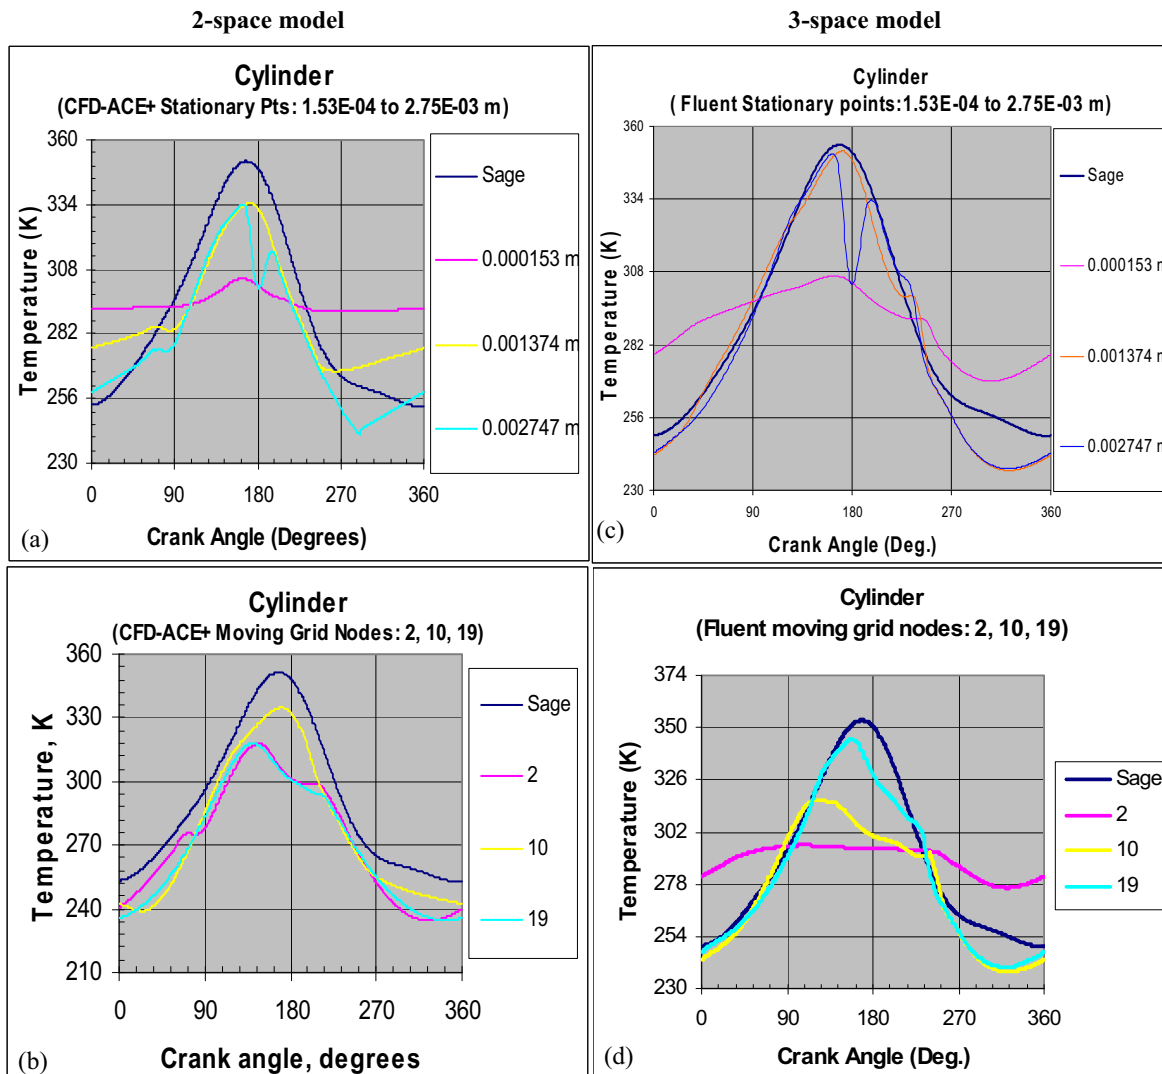 2-space model
3-space model
Cylinder
(CFD-ACE+ Stationary Pts: 1.53E-04 to 2.75E-03 m)
Temperature (K)
360
334
308
282
256
230
0 90 180 270 360
Crank Angle (Degrees)
Sage
0.000153 m
0.001374 m
0.002747 m
(a)
Cylinder
( Fluent Stationary points:1.53E-04 to 2.75E-03 m)
Temperature (K)
360
334
308
282
256
230
0 90 180 270 360
Crank Angle (Deg.)
Sage
0.000153 m
0.001374 m
0.002747 m
(c)
Cylinder
(CFD-ACE+ Moving Grid Nodes: 2, 10, 19)
Temperature, K
360
330
300
270
240
210
0 90 180 270 360
Crank angle, degrees
Sage
2
10
19
(b)
Cylinder
(Fluent moving grid nodes: 2, 10, 19)
Temperature (K)
374
350
326
302
278
254
230
0 90 180 270 360
Crank Angle (Deg.)
Sage
2
10
19
(d)